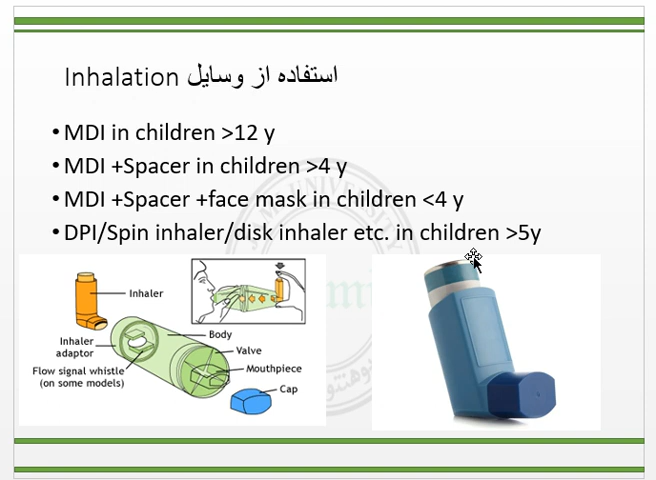 استفاده از وسایل Inhalation
• MDI in children >12 y
• MDI +Spacer in children >4 y
• MDI +Spacer +face mask in children <4 y
• DPI/Spin inhaler/disk inhaler etc. in children >5y
Inhaler
Body
Inhaler
adaptor
Valve
Flow signal whistle
(on some models)
Mouthpiece
Cap